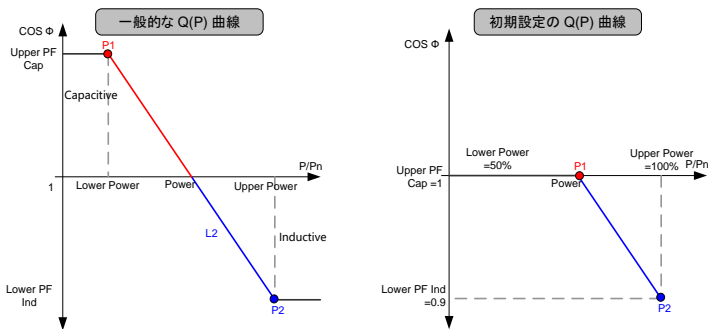 一般的な Q(P) 曲線
COS Φ
P1
Upper PF
Cap
Capacitive
P/Pn
1
Lower Power
Power
Upper Power
L2
Inductive
Lower PF
Ind
P2
初期設定の Q(P) 曲線
COS Φ
Lower Power
=50%
Upper Power
=100%
P1
P/Pn
Upper PF
Cap =1
Power
Lower PF Ind
=0.9
P2